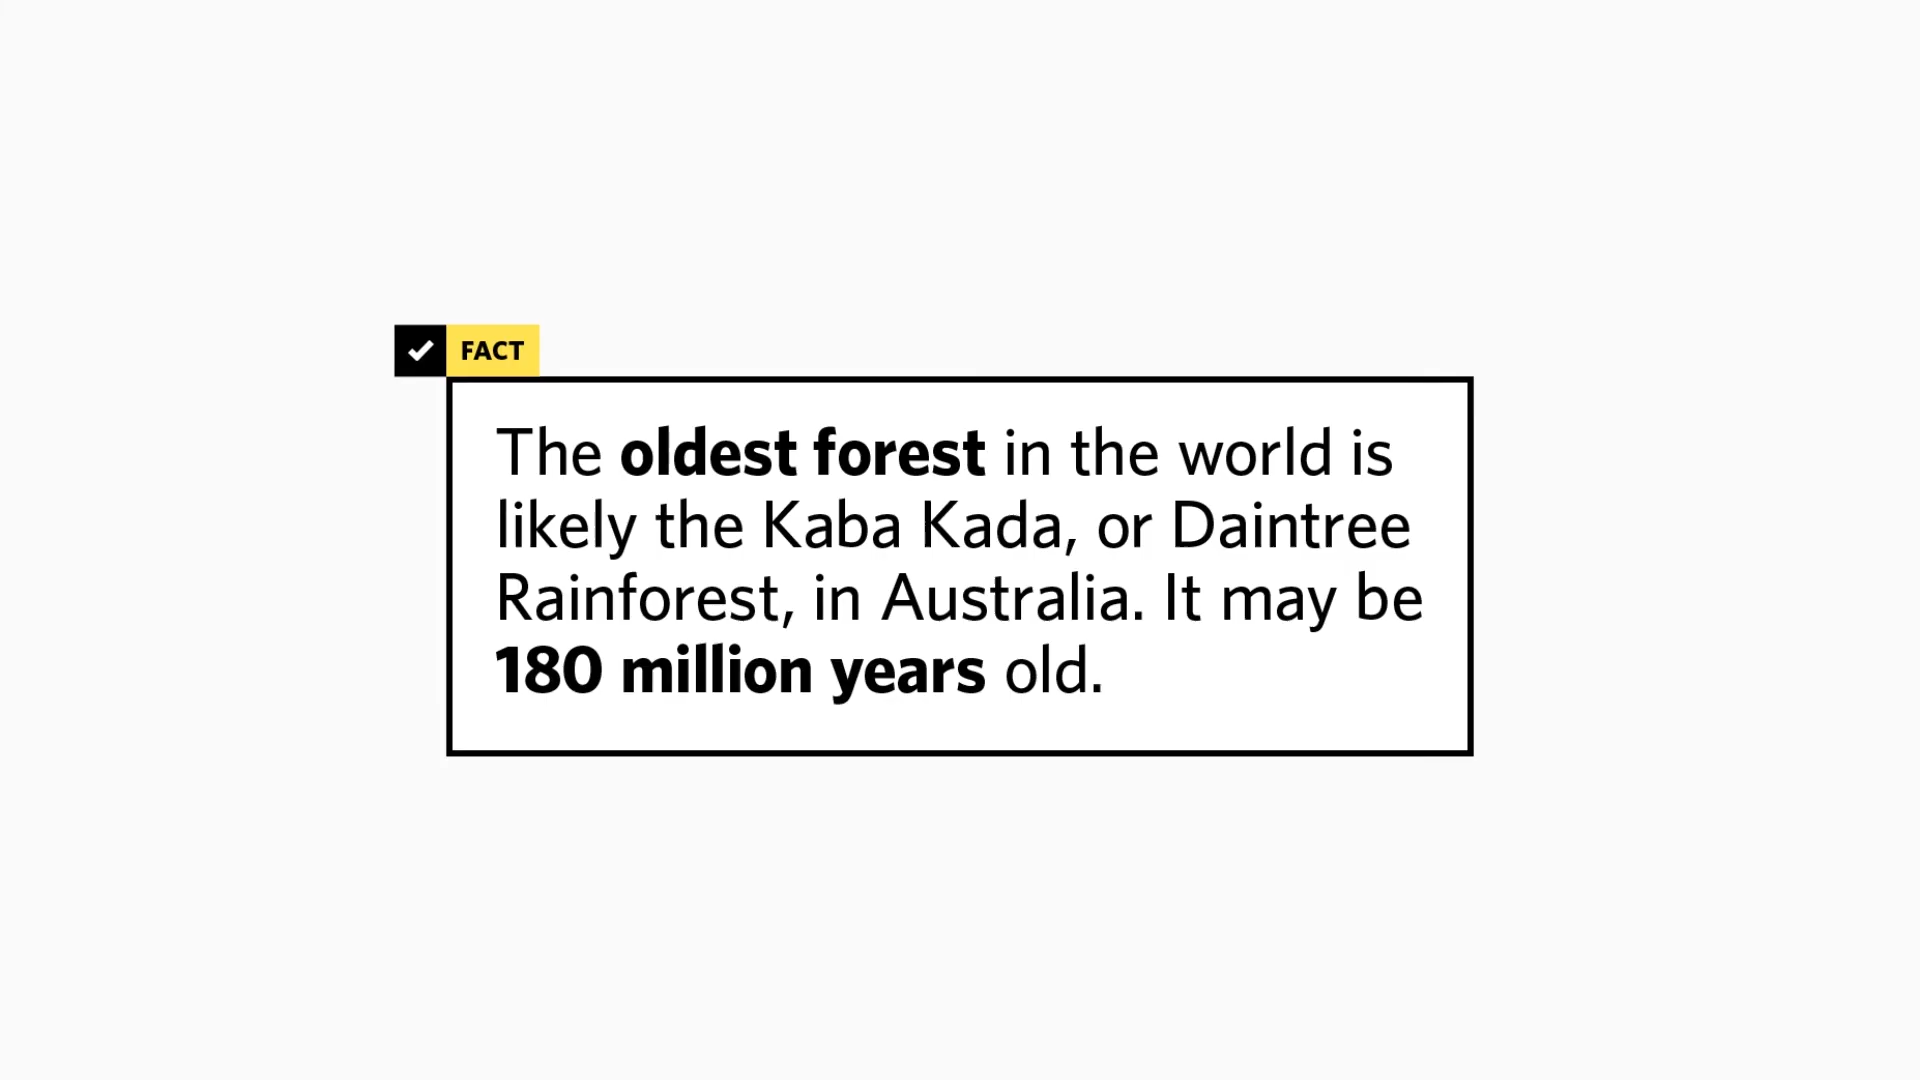 FACT
The oldest forest in the world is
likely the Kaba Kada, or Daintree
Rainforest, in Australia. It may be
180 million years old.